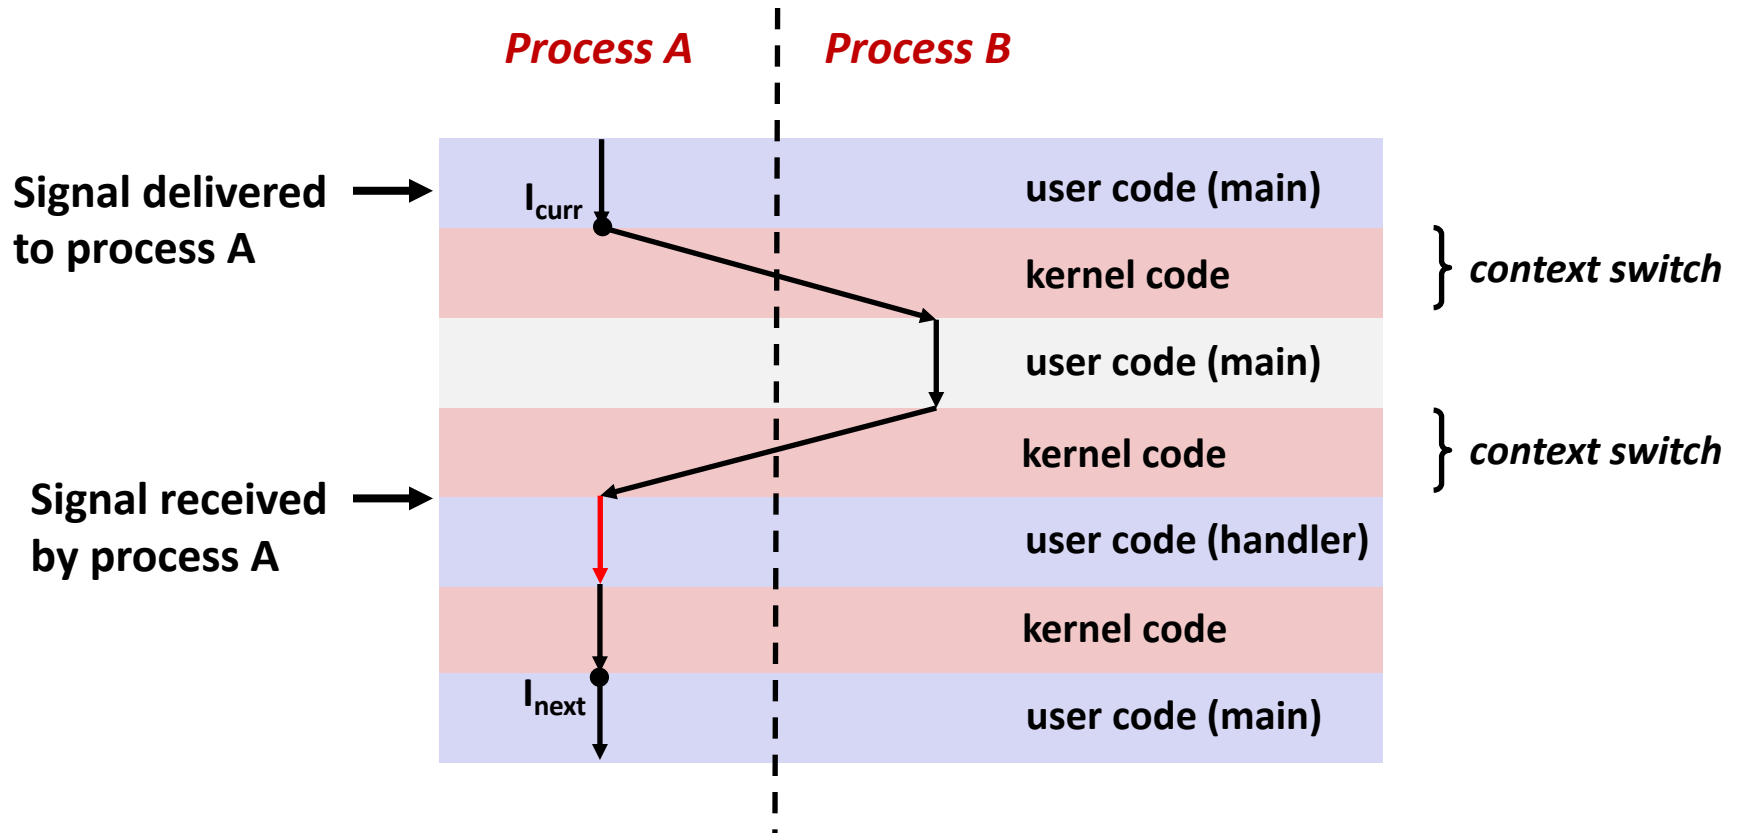 Process A
Process B
Signal delivered
to process A
Icurr
user code (main)
kernel code
context switch
user code (main)
kernel code
context switch
Signal received
by process A
user code (handler)
kernel code
Inext
user code (main)